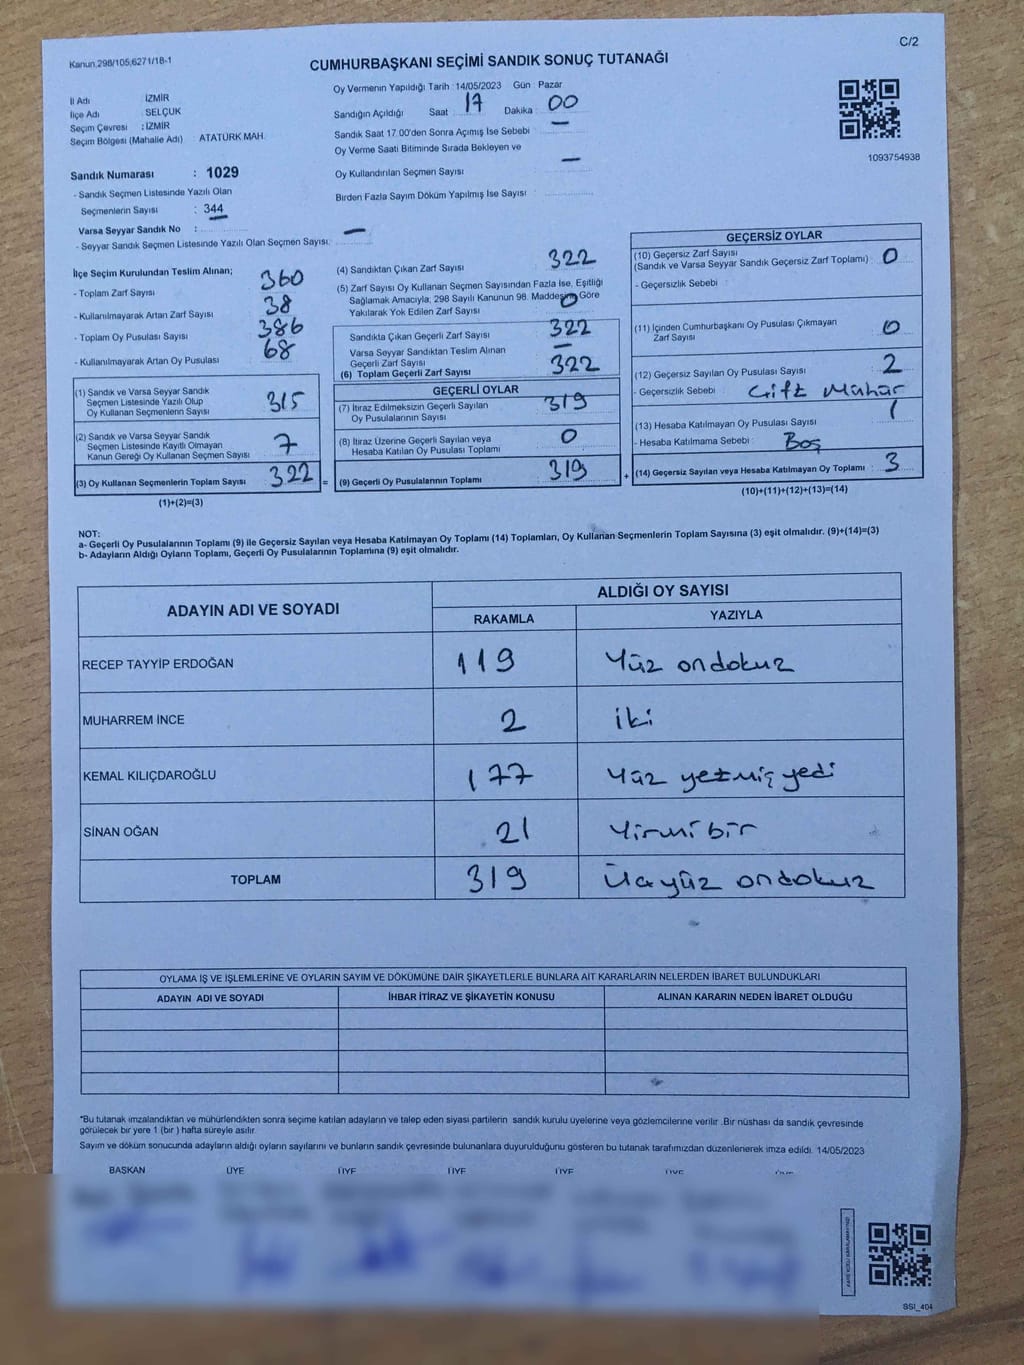 C/2
Kanun,298/105,6271/18-1
CUMHURBAŞKANI SEÇİMİ SANDIK SONUÇ TUTANAĞI
İl Adı İZMİR
İlçe Adı : SELÇUK
Seçim Çevresi : İZMİR
Seçim Bölgesi (Mahalle Adı) ATATÜRK MAH.
Oy Vermenin Yapıldığı Tarih :14/05/2023 Gün : Pazar
Sandığın Açıldığı Saat : 17 Dakika : 00
Sandık Saat 17.00'den Sonra Açımış İse Sebebi : —
Oy Verme Saati Bitiminde Sırada Bekleyen ve
Oy Kullandırılan Seçmen Sayısı : —
Birden Fazla Sayım Döküm Yapılmış İse Sayısı :
1093754938
Sandık Numarası : 1029
- Sandık Seçmen Listesinde Yazılı Olan
Seçmenlerin Sayısı : 344
Varsa Seyyar Sandık No : —
- Seyyar Sandık Seçmen Listesinde Yazılı Olan Seçmen Sayısı: —
İlçe Seçim Kurulundan Teslim Alınan;
- Toplam Zarf Sayısı 360
- Kullanılmayarak Artan Zarf Sayısı 38
- Toplam Oy Pusulası Sayısı 386
- Kullanılmayarak Artan Oy Pusulası 68
(1) Sandık ve Varsa Seyyar Sandık
Seçmen Listesinde Yazılı Olup
Oy Kullanan Seçmenlerin Sayısı 315
(2) Sandık ve Varsa Seyyar Sandık
Seçmen Listesinde Kayıtlı Olmayan
Kanun Gereği Oy Kullanan Seçmen Sayısı 7
(3) Oy Kullanan Seçmenlerin Toplam Sayısı 322 =
(1)+(2)=(3)
(4) Sandıktan Çıkan Zarf Sayısı 322
(5) Zarf Sayısı Oy Kullanan Seçmen Sayısından Fazla İse, Eşitliği
Sağlamak Amacıyla; 298 Sayılı Kanunun 98. Maddesine Göre
Yakılarak Yok Edilen Zarf Sayısı 0
Sandıkta Çıkan Geçerli Zarf Sayısı 322
Varsa Seyyar Sandıktan Teslim Alınan
Geçerli Zarf Sayısı —
(6) Toplam Geçerli Zarf Sayısı 322
GEÇERLİ OYLAR
(7) İtiraz Edilmeksizin Geçerli Sayılan
Oy Pusulalarının Sayısı 319
(8) İtiraz Üzerine Geçerli Sayılan veya
Hesaba Katılan Oy Pusulası Toplamı 0
(9) Geçerli Oy Pusulalarının Toplamı 319 +
GEÇERSİZ OYLAR
(10) Geçersiz Zarf Sayısı
(Sandık ve Varsa Seyyar Sandık Geçersiz Zarf Toplamı) : 0
- Geçersizlik Sebebi :
(11) İçinden Cumhurbaşkanı Oy Pusulası Çıkmayan
Zarf Sayısı 0
(12) Geçersiz Sayılan Oy Pusulası Sayısı 2
- Geçersizlik Sebebi : Çift Mühür
(13) Hesaba Katılmayan Oy Pusulası Sayısı 1
- Hesaba Katılmama Sebebi : Boş
(14) Geçersiz Sayılan veya Hesaba Katılmayan Oy Toplamı : 3
(10)+(11)+(12)+(13)=(14)
NOT:
a- Geçerli Oy Pusulalarının Toplamı (9) ile Geçersiz Sayılan veya Hesaba Katılmayan Oy Toplamı (14) Toplamları, Oy Kullanan Seçmenlerin Toplam Sayısına (3) eşit olmalıdır. (9)+(14)=(3)
b- Adayların Aldığı Oyların Toplamı, Geçerli Oy Pusulalarının Toplamına (9) eşit olmalıdır.
ADAYIN ADI VE SOYADI ALDIĞI OY SAYISI
RAKAMLA YAZIYLA
RECEP TAYYİP ERDOĞAN 119 Yüz ondokuz
MUHARREM İNCE 2 iki
KEMAL KILIÇDAROĞLU 177 Yüz yetmiş yedi
SİNAN OĞAN 21 Yirmi bir
TOPLAM 319 Üçyüz ondokuz
OYLAMA İŞ VE İŞLEMLERİNE VE OYLARIN SAYIM VE DÖKÜMÜNE DAİR ŞİKAYETLERLE BUNLARA AİT KARARLARIN NELERDEN İBARET BULUNDUKLARI
ADAYIN ADI VE SOYADI İHBAR İTİRAZ VE ŞİKAYETİN KONUSU ALINAN KARARIN NEDEN İBARET OLDUĞU
*Bu tutanak imzalandıktan ve mühürlendikten sonra seçime katılan adayların ve talep eden siyasi partilerin sandık kurulu üyelerine veya gözlemcilerine verilir .Bir nüshası da sandık çevresinde
görülecek bir yere 1 (bir ) hafta süreyle asılır.
Sayım ve döküm sonucunda adayların aldığı oyların sayılarını ve bunların sandık çevresinde bulunanlara duyurulduğunu gösteren bu tutanak tarafımızdan düzenlenerek imza edildi. 14/05/2023
BAŞKAN ÜYE ÜYE ÜYE ÜYE ÜYE
SSİ_404